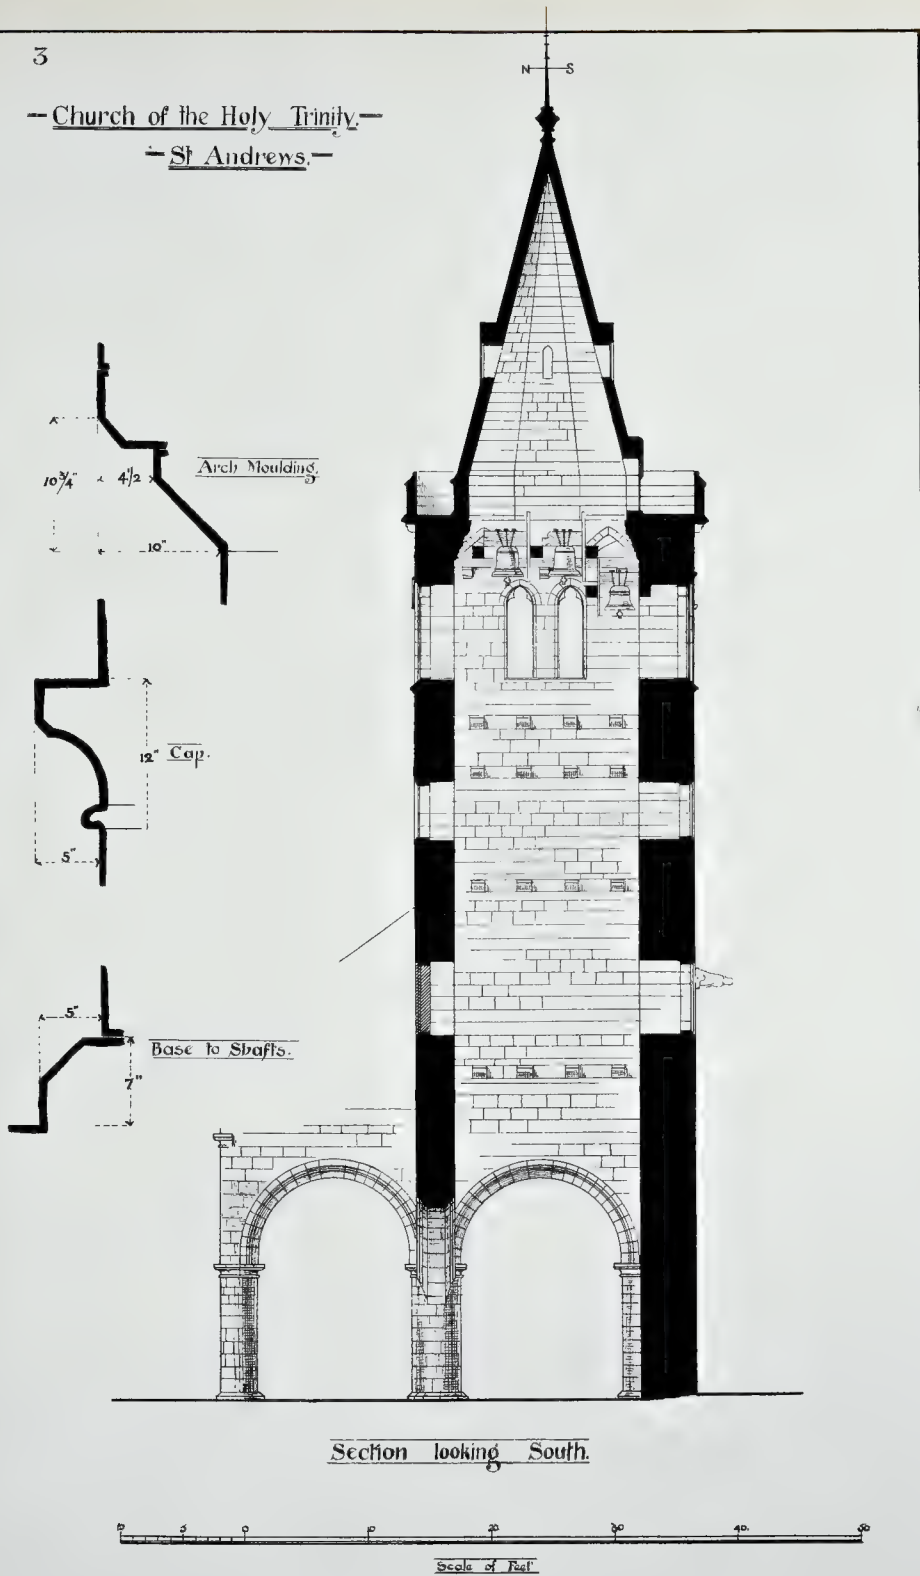 3
Church of the Holy Trinity.
St Andrews.
N S
Arch Moulding.
10¾"
4½
10"
12"
Cap.
5"
5"
Base to Shafts.
7"
Section looking South.
10 5 0 10 20 30 40. 50
Scale of Feet